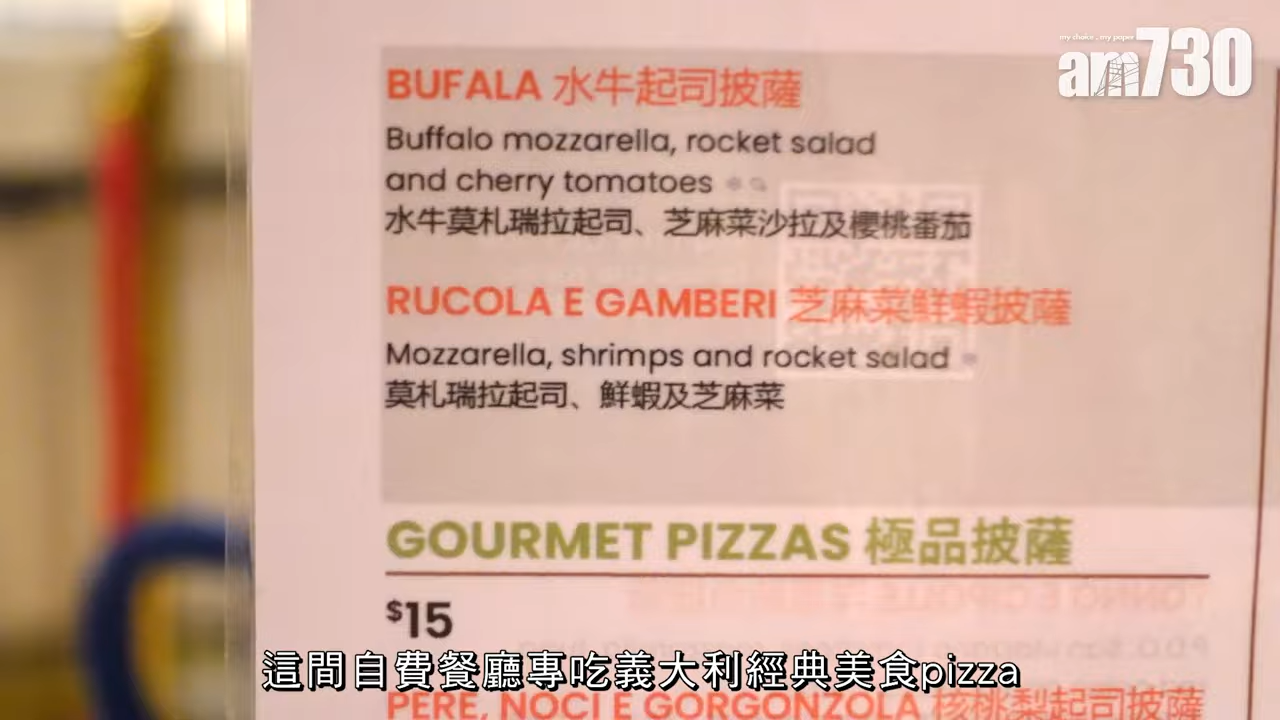 my choice . my paper
am730
BUFALA 水牛起司披薩
Buffalo mozzarella, rocket salad
and cherry tomatoes
水牛莫札瑞拉起司、芝麻菜沙拉及櫻桃番茄
RUCOLA E GAMBERI 芝麻菜鮮蝦披薩
Mozzarella, shrimps and rocket salad
莫札瑞拉起司、鮮蝦及芝麻菜
GOURMET PIZZAS 極品披薩
$15
這間自費餐廳專吃義大利經典美食pizza
PERE, NOCI E GORGONZOLA 核桃梨起司披薩